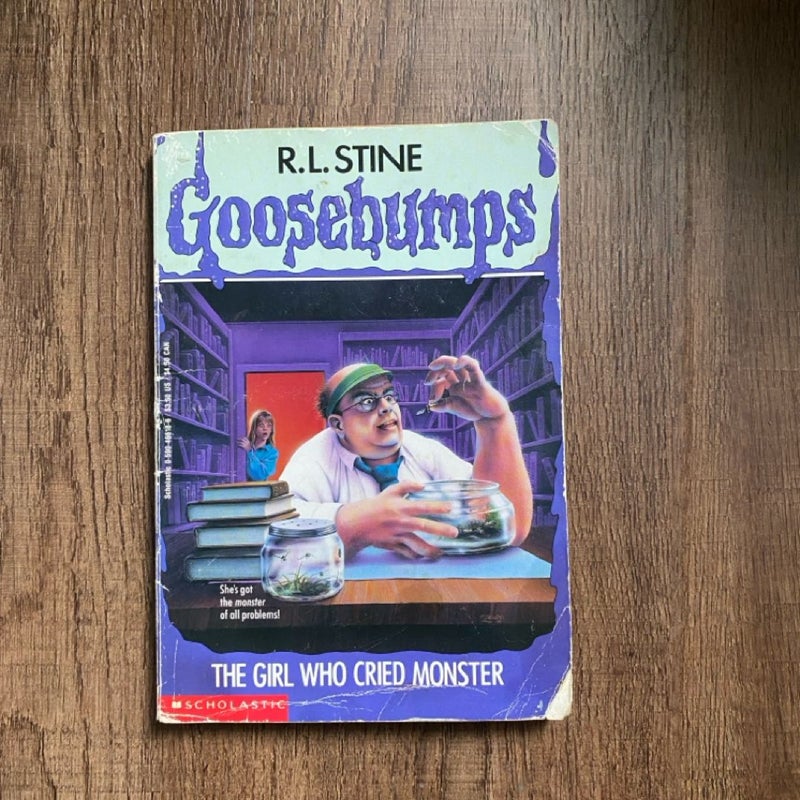 R.L. STINE
Goosebumps
She's got
the monster
of all problems!
THE GIRL WHO CRIED MONSTER
SCHOLASTIC